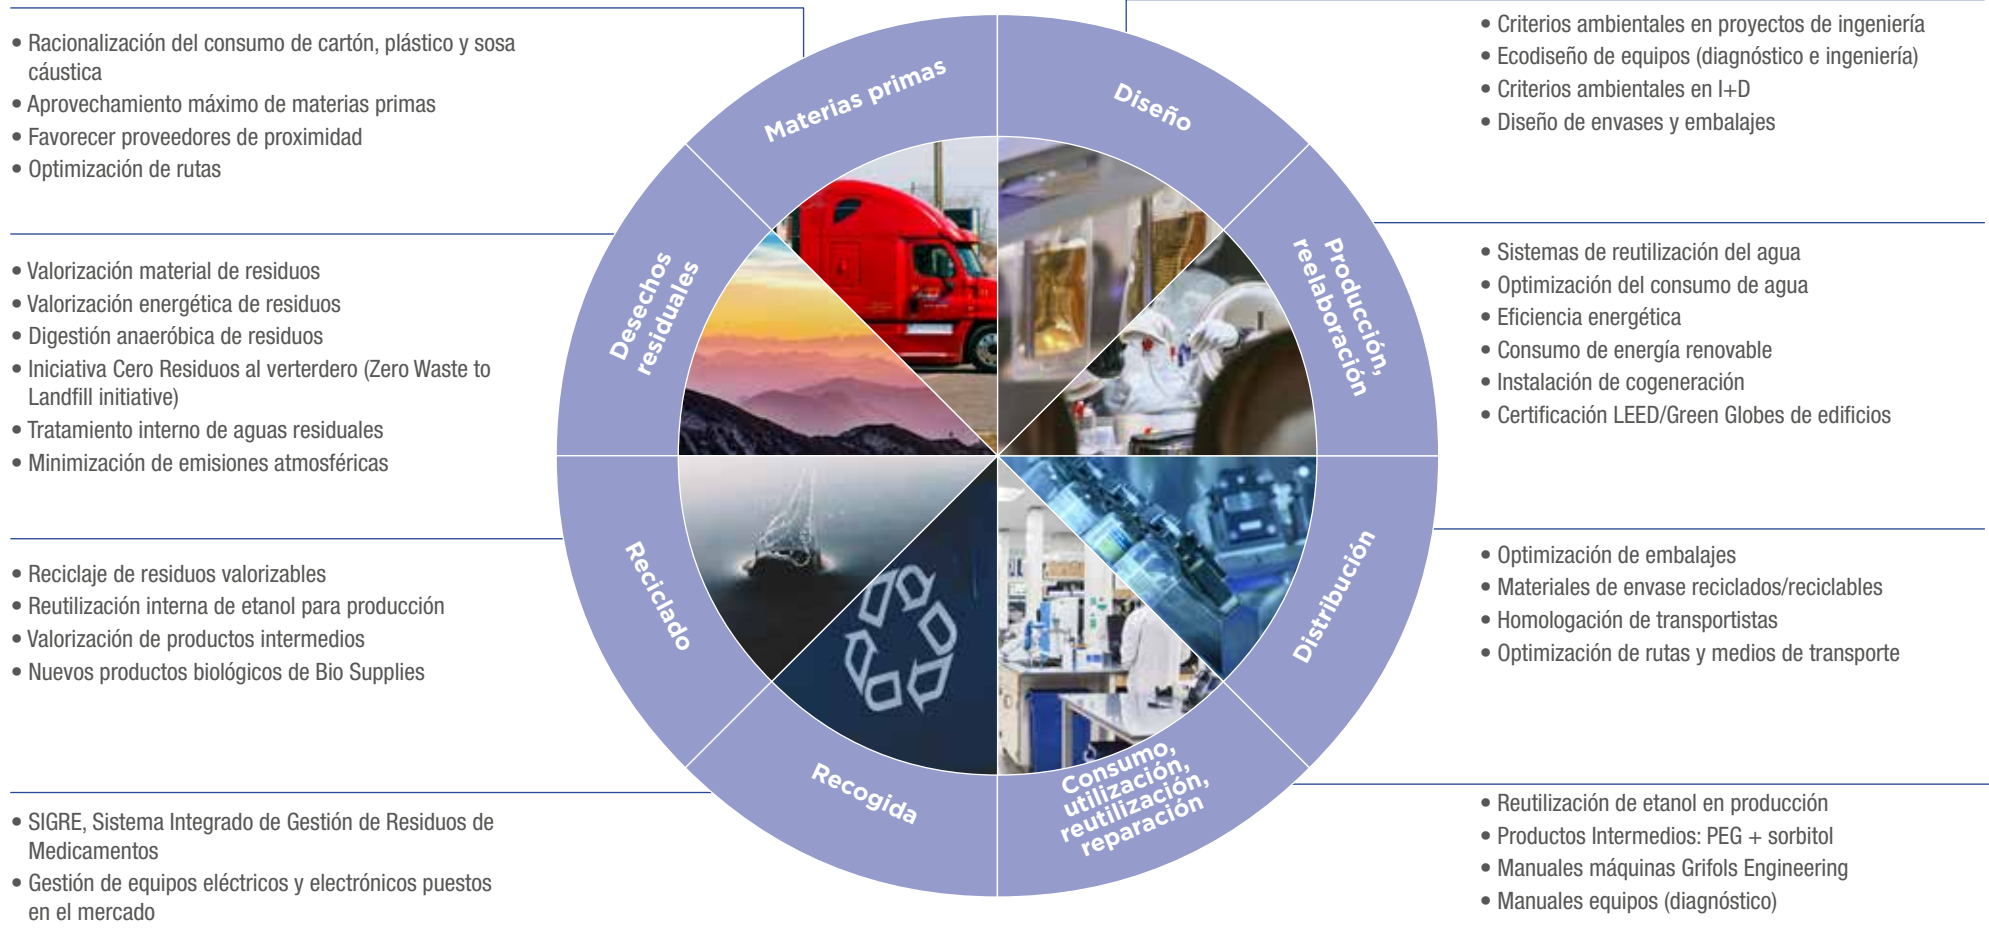 • Racionalización del consumo de cartón, plástico y sosa
cáustica
• Aprovechamiento máximo de materias primas
• Favorecer proveedores de proximidad
• Optimización de rutas
Materias primas
Diseño
• Criterios ambientales en proyectos de ingeniería
• Ecodiseño de equipos (diagnóstico e ingeniería)
• Criterios ambientales en I+D
• Diseño de envases y embalajes
• Valorización material de residuos
• Valorización energética de residuos
• Digestión anaeróbica de residuos
• Iniciativa Cero Residuos al verterdero (Zero Waste to
Landfill initiative)
• Tratamiento interno de aguas residuales
• Minimización de emisiones atmosféricas
Desechos
residuales
Producción,
reelaboración
• Sistemas de reutilización del agua
• Optimización del consumo de agua
• Eficiencia energética
• Consumo de energía renovable
• Instalación de cogeneración
• Certificación LEED/Green Globes de edificios
• Reciclaje de residuos valorizables
• Reutilización interna de etanol para producción
• Valorización de productos intermedios
• Nuevos productos biológicos de Bio Supplies
Reciclado
Distribución
• Optimización de embalajes
• Materiales de envase reciclados/reciclables
• Homologación de transportistas
• Optimización de rutas y medios de transporte
• SIGRE, Sistema Integrado de Gestión de Residuos de
Medicamentos
• Gestión de equipos eléctricos y electrónicos puestos
en el mercado
Recogida
Consumo,
utilización,
reutilización,
reparación
• Reutilización de etanol en producción
• Productos Intermedios: PEG + sorbitol
• Manuales máquinas Grifols Engineering
• Manuales equipos (diagnóstico)